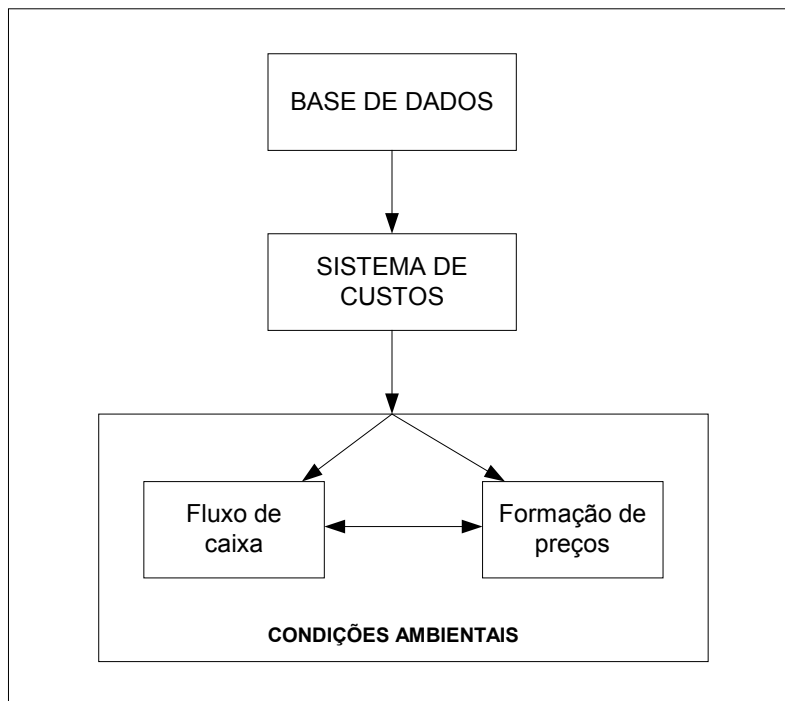 BASE DE DADOS
SISTEMA DE
CUSTOS
Fluxo de
caixa
Formação de
preços
CONDIÇÕES AMBIENTAIS